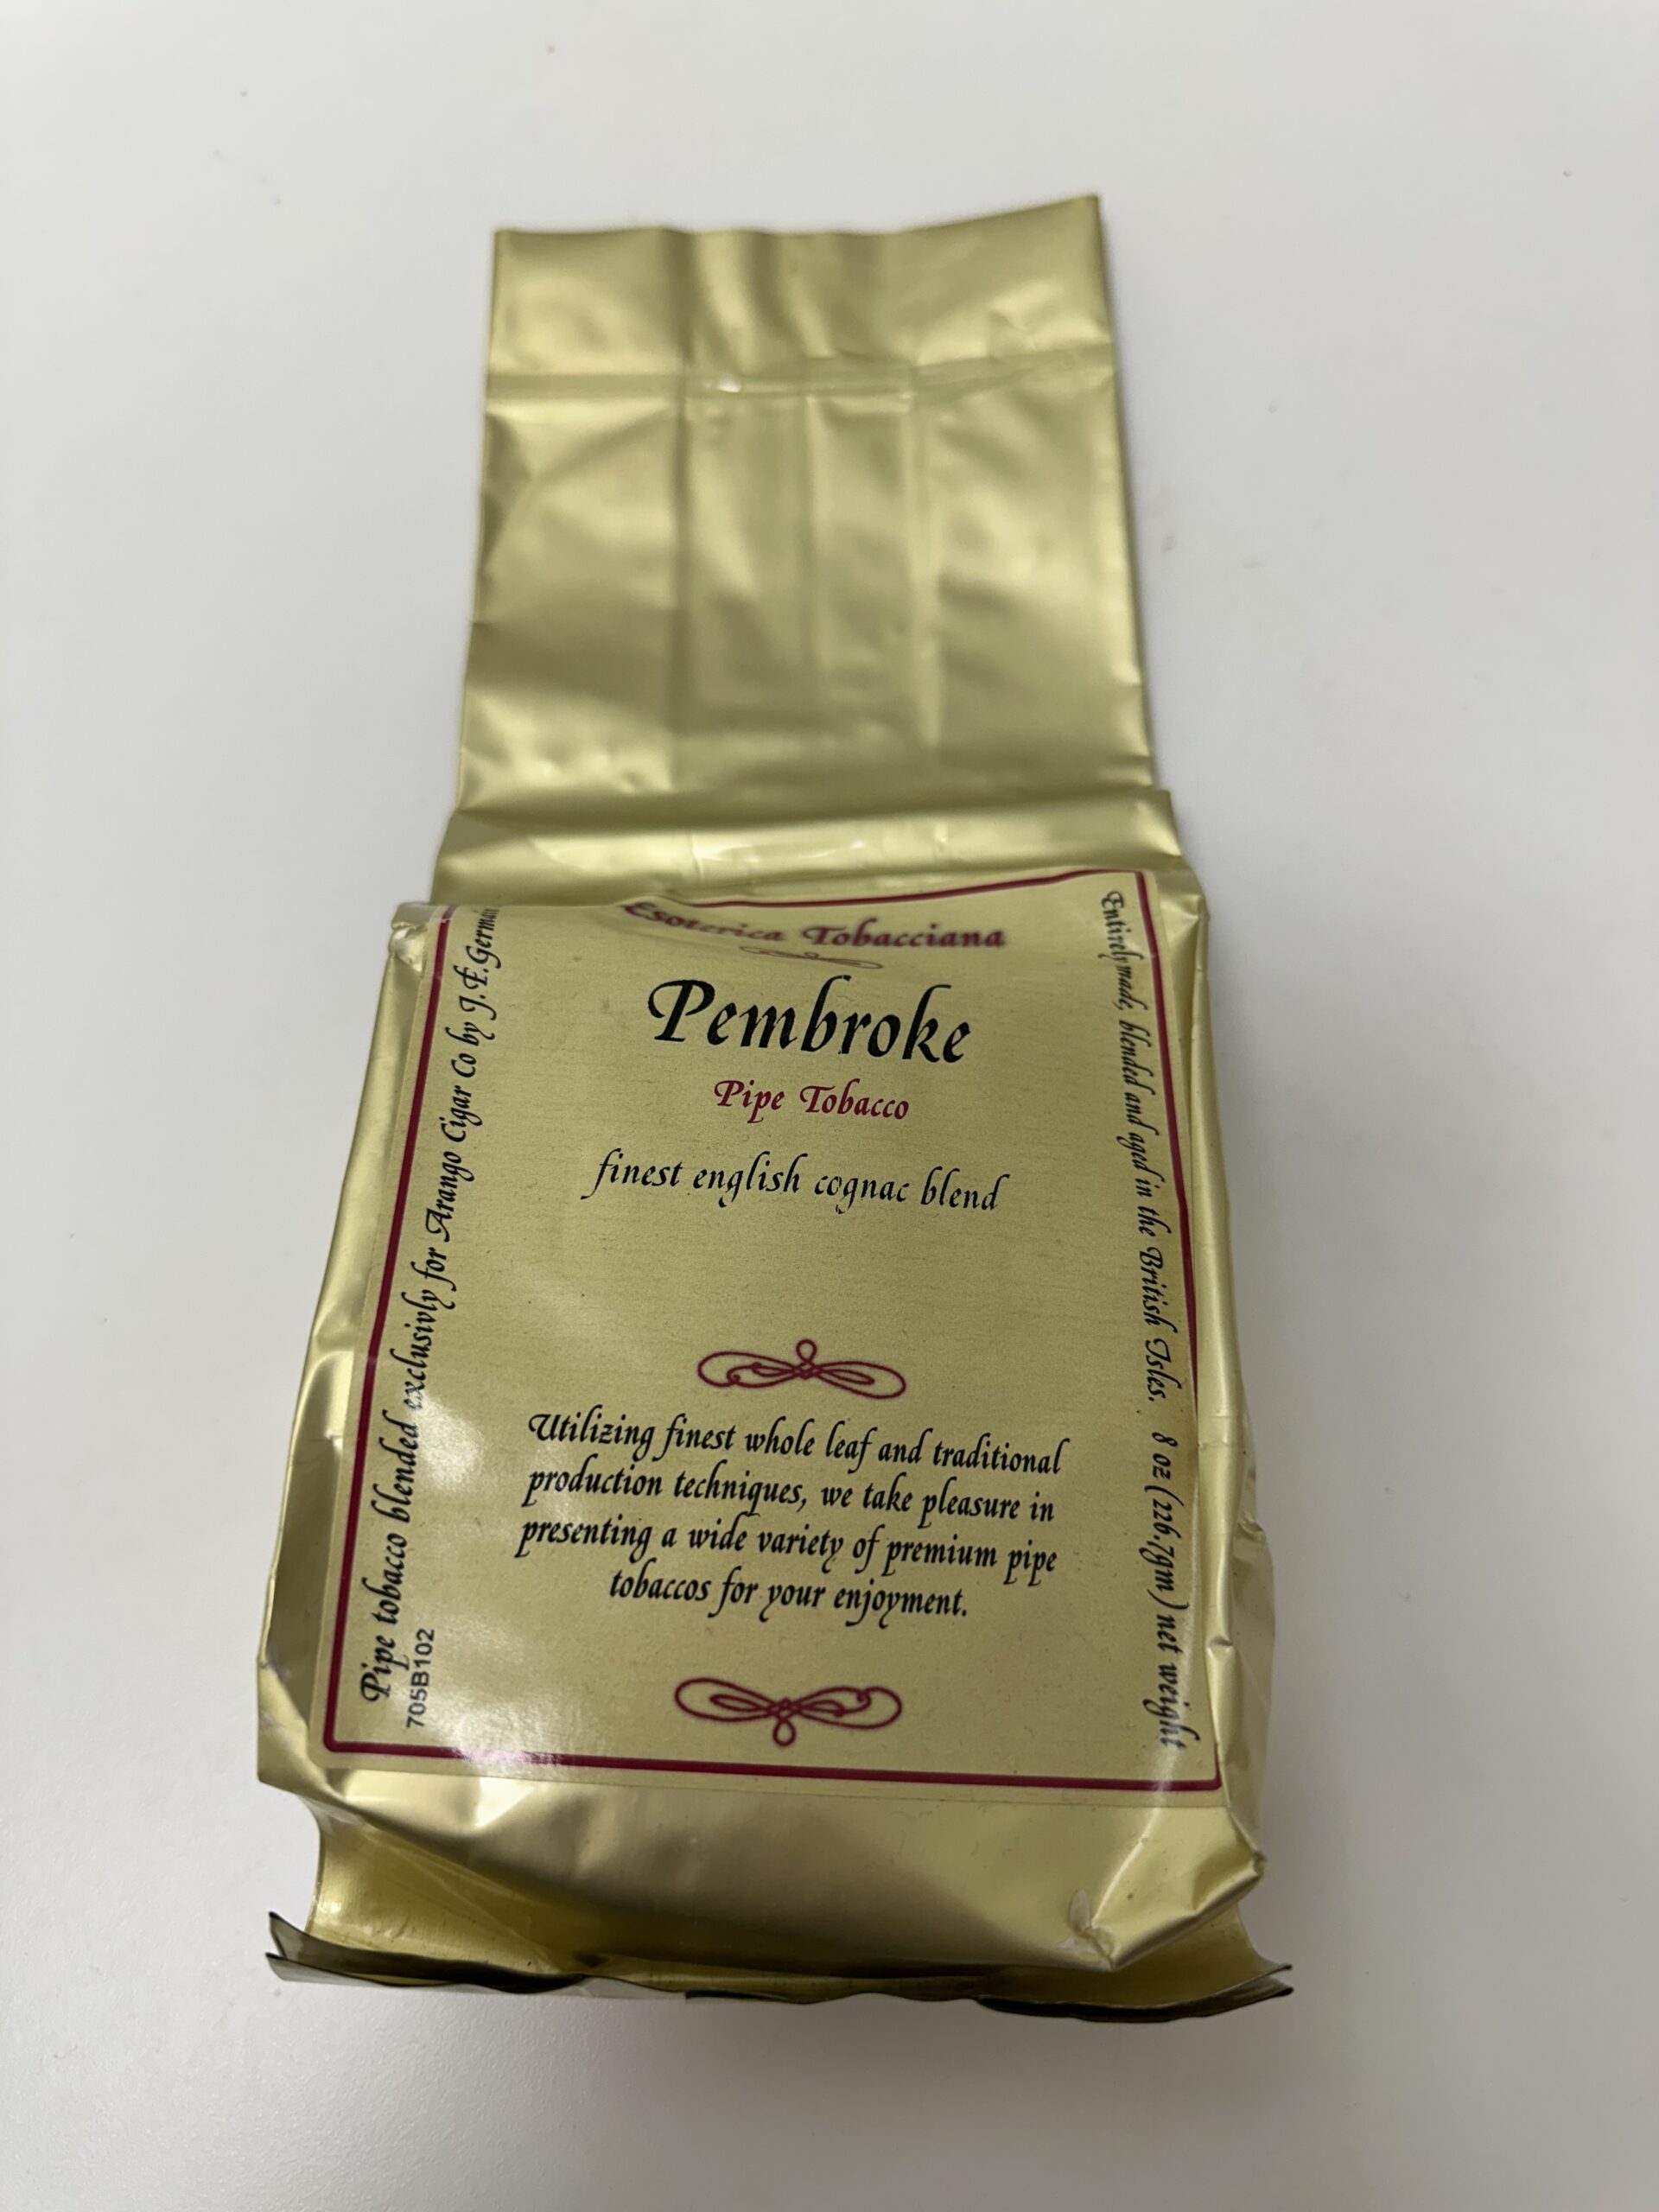 Esoterica Tobacciana
Pembroke
Pipe Tobacco
finest english cognac blend
Utilizing finest whole leaf and traditional
production techniques, we take pleasure in
presenting a wide variety of premium pipe
tobaccos for your enjoyment.
Pipe tobacco blended exclusivly for Arango Cigar Co by J.F.Germain
705B102
Entirely made, blended and aged in the British Isles. 8 oz (226.7gm) net weight